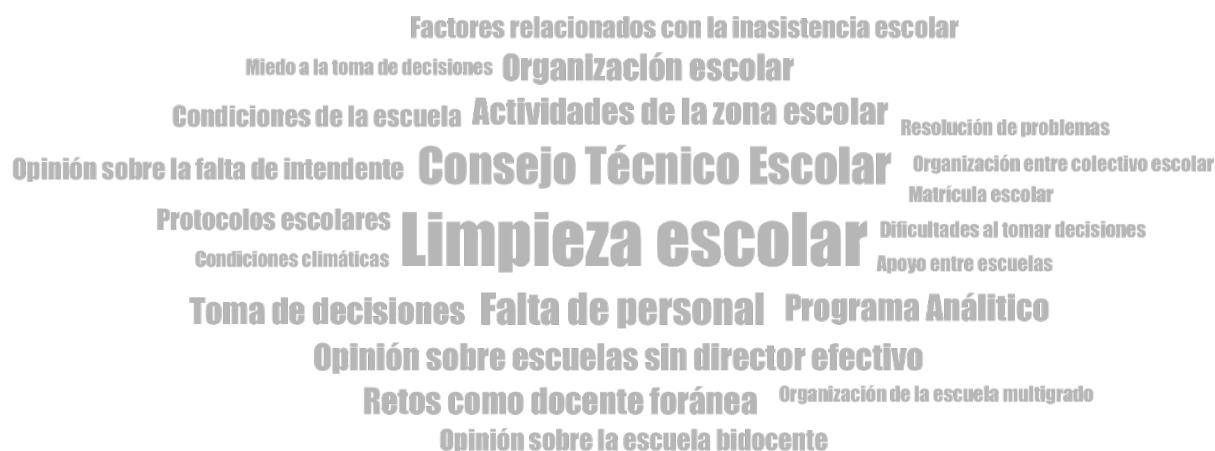 Factores relacionados con la inasistencia escolar
Miedo a la toma de decisiones Organización escolar
Condiciones de la escuela Actividades de la zona escolar
Resolución de problemas
Opinión sobre la falta de intendente Consejo Técnico Escolar Organización entre colectivo escolar
Matrícula escolar
Protocolos escolares Limpieza escolar Dificultades al tomar decisiones
Condiciones climáticas Apoyo entre escuelas
Toma de decisiones Falta de personal Programa Análitico
Opinión sobre escuelas sin director efectivo
Retos como docente foránea Organización de la escuela multigrado
Opinión sobre la escuela bidocente